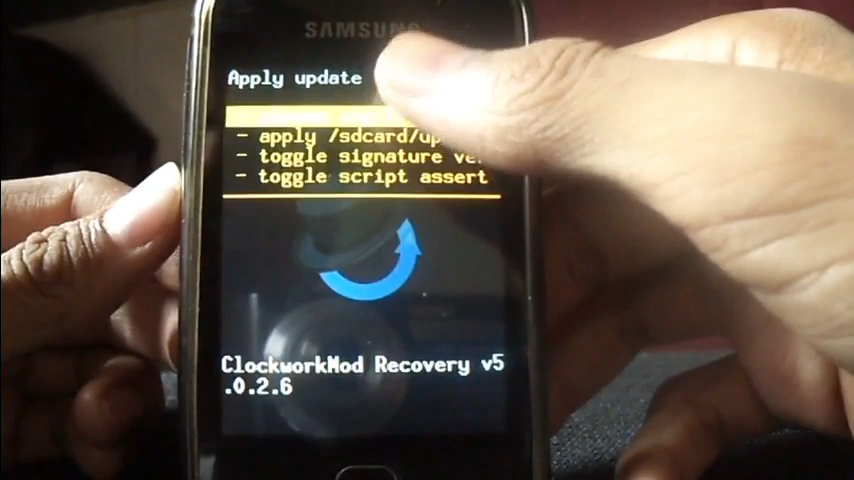 SAMSUNG
Apply update
- apply /sdcard/up
- toggle signature ve
- toggle script assert
ClockworkMod Recovery v5
.0.2.6